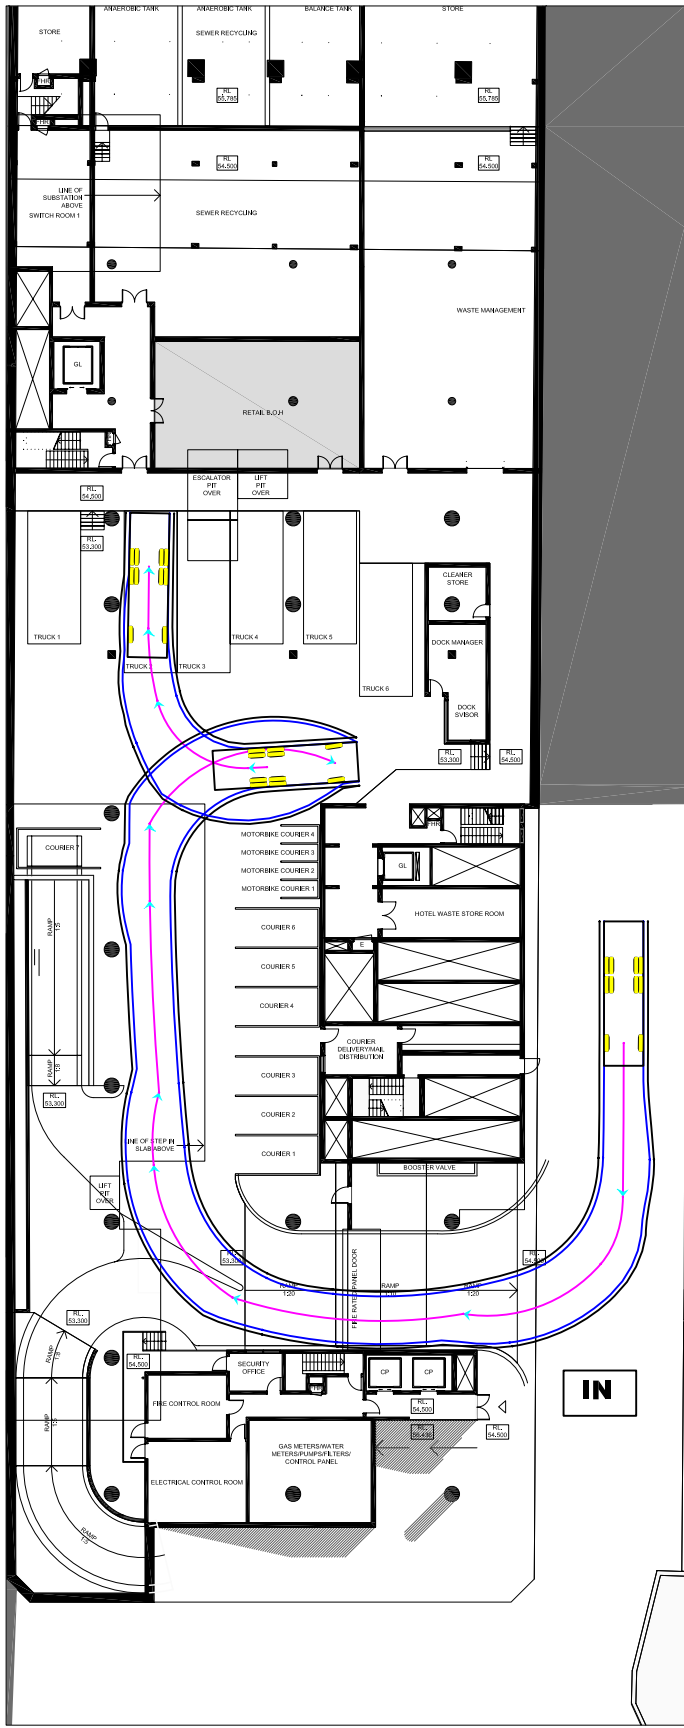 ANAEROBIC TANK
ANAEROBIC TANK
BALANCE TANK
STORE
STORE
SEWER RECYCLING
FHR
RL
55.785
RL
55.785
FHR
RL
54.500
RL
54.500
LINE OF
SUBSTATION
ABOVE
SWITCH ROOM 1
SEWER RECYCLING
WASTE MANAGEMENT
GL
RETAIL B.O.H
FHR
ESCALATOR
PIT
OVER
LIFT
PIT
OVER
RL.
54,500
RL.
53.300
CLEANER
STORE
TRUCK 1
TRUCK 4
TRUCK 5
DOCK MANAGER
TRUCK 2
TRUCK 3
TRUCK 6
DOCK
SVISOR
RL.
53.300
RL.
54.500
FHR
MOTORBIKE COURIER 4
MOTORBIKE COURIER 3
MOTORBIKE COURIER 2
MOTORBIKE COURIER 1
COURIER 7
GL
HOTEL WASTE STORE ROOM
COURIER 6
E
RAMP
1:5
COURIER 5
COURIER 4
COURIER
DELIVERY/MAIL
DISTRIBUTION
RAMP
1:8
COURIER 3
RL.
53.300
COURIER 2
LINE OF STEP IN
SLAB ABOVE
COURIER 1
BOOSTER VALVE
LIFT
PIT
OVER
RL.
53.300
RL.
54.500
FIRE RATED PANEL DOOR
RAMP
1:20
RAMP
1:10
RAMP
1:20
RL.
53.300
RAMP
1:8
RL.
54,500
SECURITY
OFFICE
CP
CP
FHR
IN
RAMP
1:5
FIRE CONTROL ROOM
RL.
54.500
RL.
56.436
RL.
54.500
GAS METERS/WATER
METERS/PUMPS/FILTERS/
CONTROL PANEL
ELECTRICAL CONTROL ROOM
RAMP
1:5